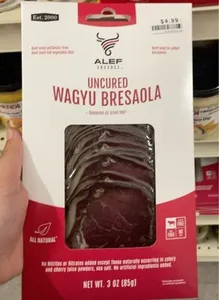 Est. 2000
$4.99
ALEF
SAUSAGE
UNCURED
WAGYU BRESAOLA
ALL NATURAL*
No Nitrites or Nitrates added except those naturally occurring in celery
and cherry juice powders, sea salt. No artificial ingredients added.
NET WT. 3 OZ (85g)